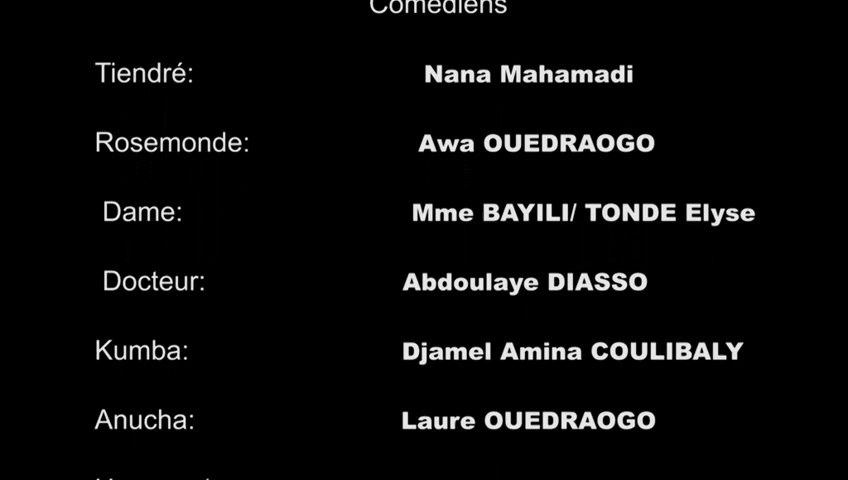 Comédiens
Tiendré: Nana Mahamadi
Rosemonde: Awa OUEDRAOGO
Dame: Mme BAYILI/ TONDE Elyse
Docteur: Abdoulaye DIASSO
Kumba: Djamel Amina COULIBALY
Anucha: Laure OUEDRAOGO